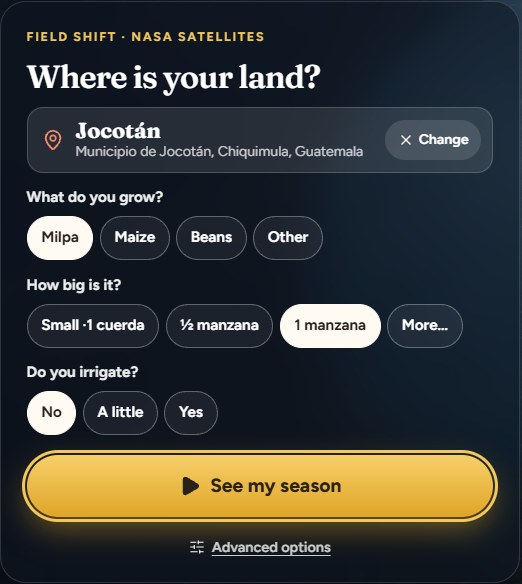 FIELD SHIFT · NASA SATELLITES
Where is your land?
Jocotán
Municipio de Jocotán, Chiquimula, Guatemala
Change
What do you grow?
Milpa Maize Beans Other
How big is it?
Small ·1 cuerda ½ manzana 1 manzana More...
Do you irrigate?
No A little Yes
See my season
Advanced options